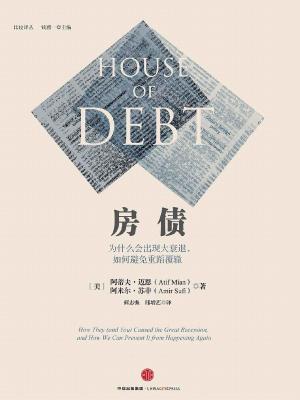 比较译丛 钱颖一 主编
HOUSE
OF
DEBT
房债
为什么会出现大衰退，
如何避免重蹈覆辙
［美］ 阿蒂夫·迈恩（Atif Mian） 著
阿米尔·苏非（Amir Sufi）
How They (and You) Caused the Great Recession,
and How We Can Prevent It from Happening Again
中信出版集团·CHINACITICPRESS